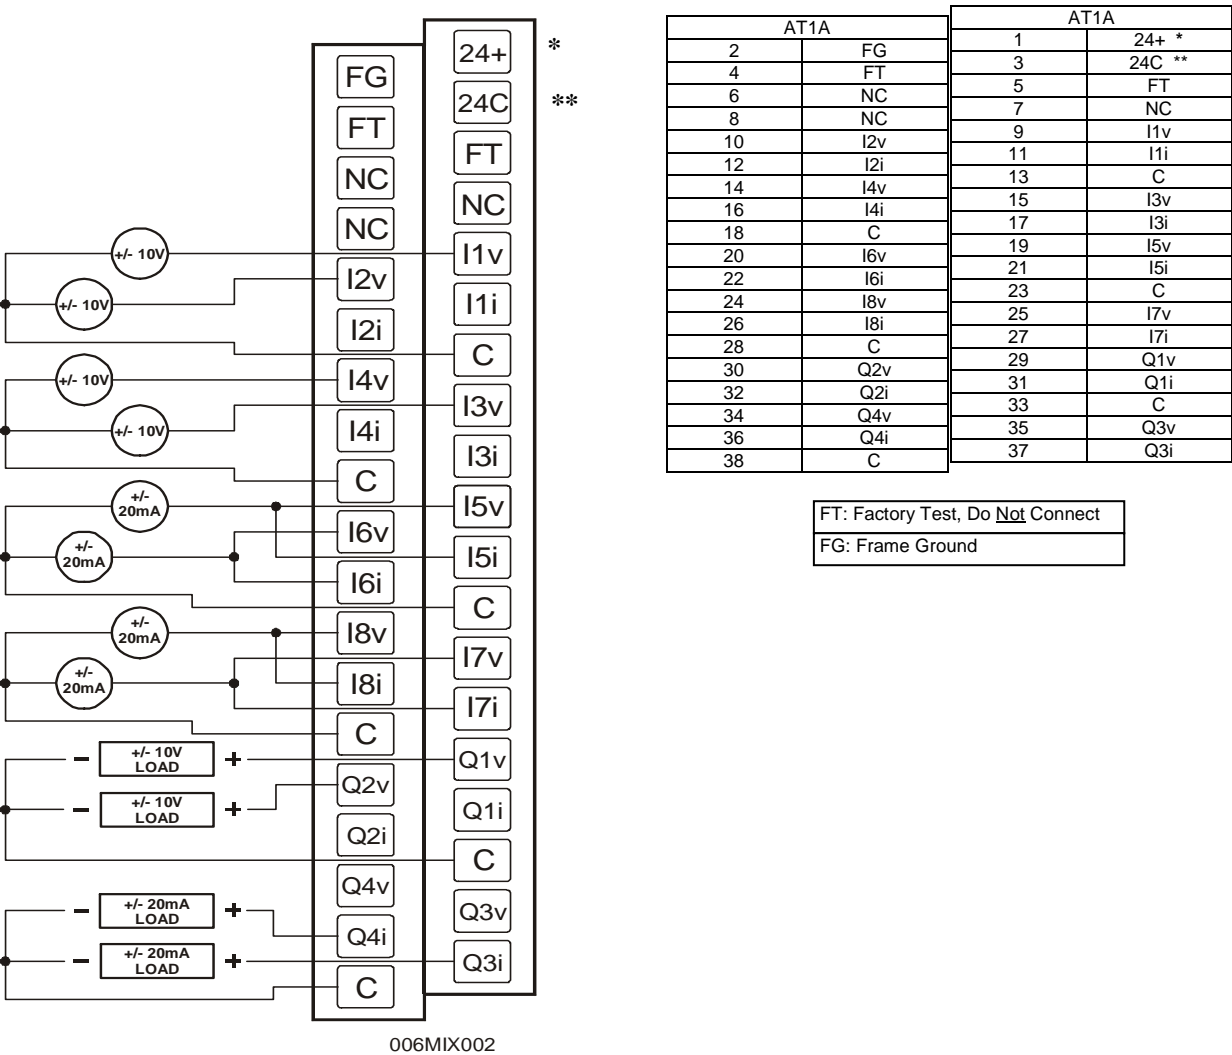 24+ *
FG
24C **
FT
FT
NC
NC
NC
+/- 10V
I1v
I2v
+/- 10V
I1i
I2i
C
+/- 10V
I4v
I3v
+/- 10V
I4i
I3i
C
+/-
20mA
I5v
I6v
+/-
20mA
I5i
I6i
C
+/-
20mA
I8v
I7v
+/-
20mA
I8i
I7i
C
– +/- 10V
LOAD +
Q1v
Q2v
– +/- 10V
LOAD +
Q1i
Q2i
C
Q4v
– +/- 20mA
LOAD +
Q3v
Q4i
– +/- 20mA
LOAD +
Q3i
C
006MIX002
AT1A
2 FG
4 FT
6 NC
8 NC
10 I2v
12 I2i
14 I4v
16 I4i
18 C
20 I6v
22 I6i
24 I8v
26 I8i
28 C
30 Q2v
32 Q2i
34 Q4v
36 Q4i
38 C
AT1A
1 24+ *
3 24C **
5 FT
7 NC
9 I1v
11 I1i
13 C
15 I3v
17 I3i
19 I5v
21 I5i
23 C
25 I7v
27 I7i
29 Q1v
31 Q1i
33 C
35 Q3v
37 Q3i
FT: Factory Test, Do Not Connect
FG: Frame Ground